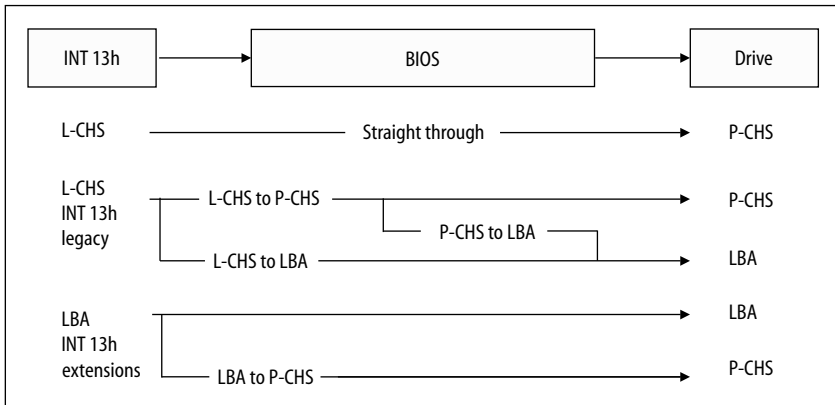 INT 13h
BIOS
Drive
L-CHS
Straight through
P-CHS
L-CHS
INT 13h
legacy
L-CHS to P-CHS
P-CHS
P-CHS to LBA
L-CHS to LBA
LBA
LBA
INT 13h
extensions
LBA
LBA to P-CHS
P-CHS